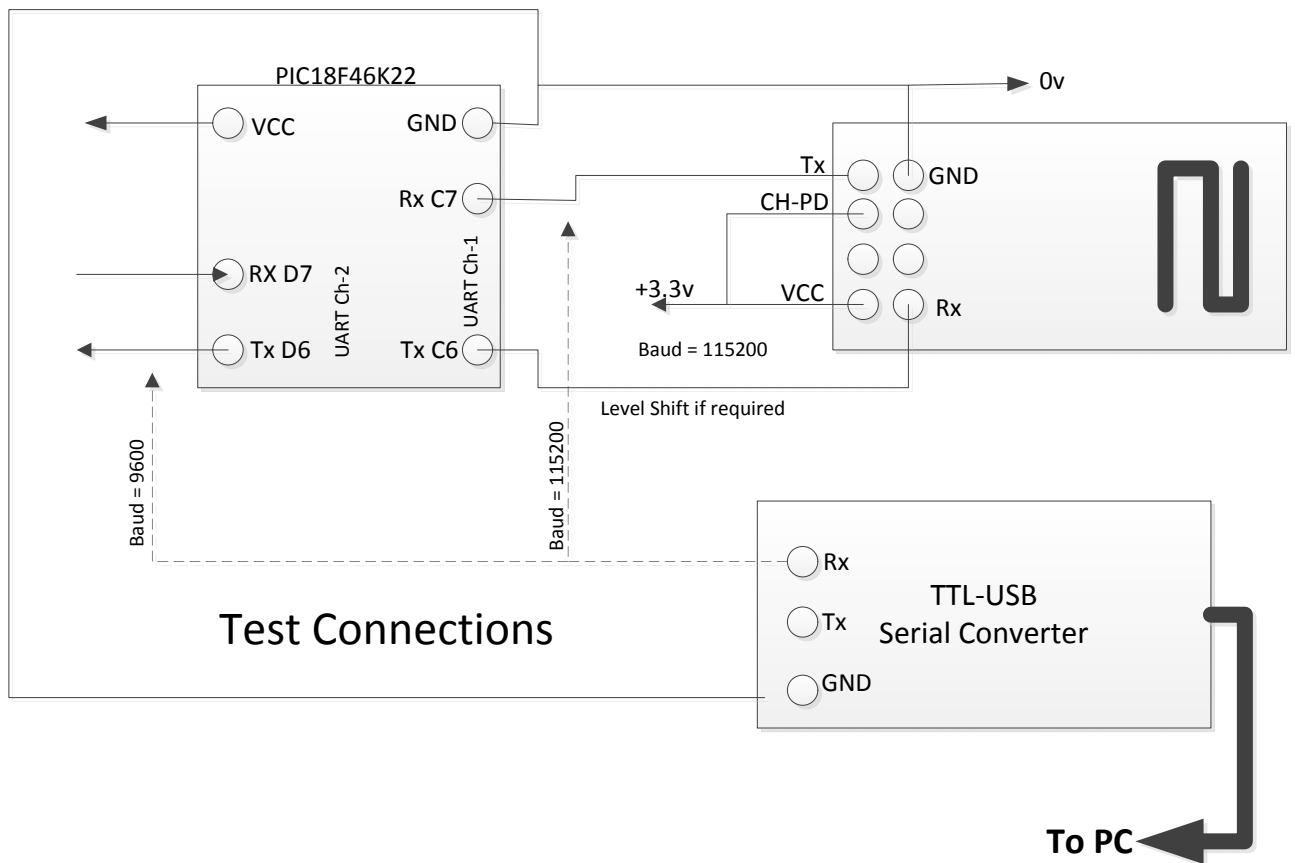 PIC18F46K22
0v
VCC
GND
Tx
GND
Rx C7
CH-PD
RX D7
UART Ch-2
UART Ch-1
+3.3v
VCC
Rx
Tx D6
Tx C6
Baud = 115200
Level Shift if required
Baud = 9600
Baud = 115200
Rx
TTL-USB
Serial Converter
Tx
Test Connections
GND
To PC